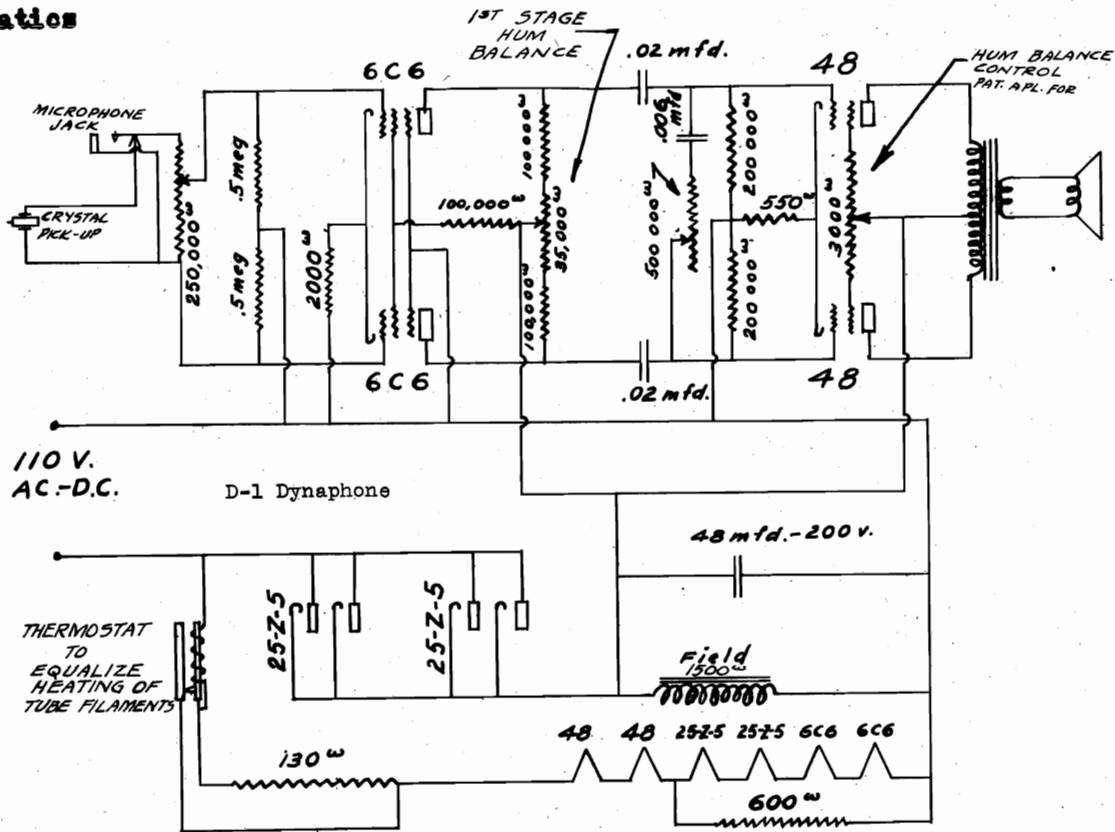 1ST STAGE
HUM
BALANCE
.02 mfd.
HUM BALANCE
CONTROL
PAT. APL. FOR
6C6
48
MICROPHONE
JACK
CRYSTAL
PICK-UP
250,000 ω
.5 meg
.5 meg
2000 ω
100,000 ω
100,000 ω
35,000 ω
100,000 ω
.006
mfd
500 000 ω
200 000 ω
550 ω
200 000 ω
3000 ω
6C6
.02 mfd.
48
110 V.
AC.-D.C.
D-1 Dynaphone
48 mfd.-200 v.
25-Z-5
25-Z-5
THERMOSTAT
TO
EQUALIZE
HEATING OF
TUBE FILAMENTS
Field
1500 ω
130 ω
48 48 25-Z-5 25-Z-5 6C6 6C6
600 ω